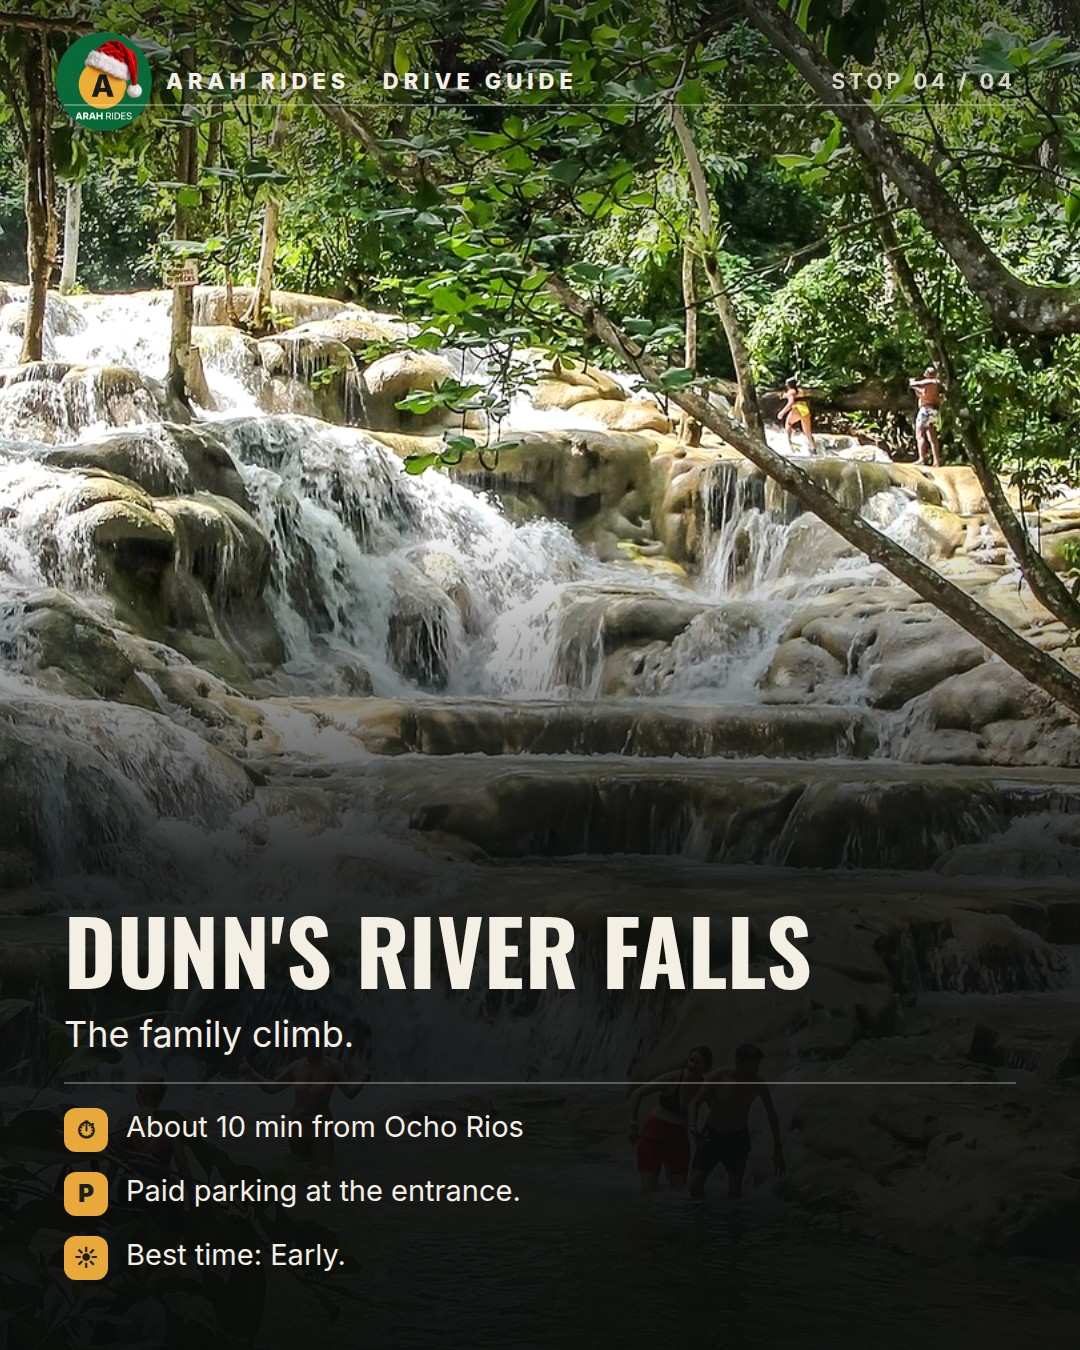 A
ARAH RIDES
ARAH RIDES · DRIVE GUIDE
STOP 04 / 04
DUNN'S RIVER FALLS
The family climb.
About 10 min from Ocho Rios
P Paid parking at the entrance.
Best time: Early.